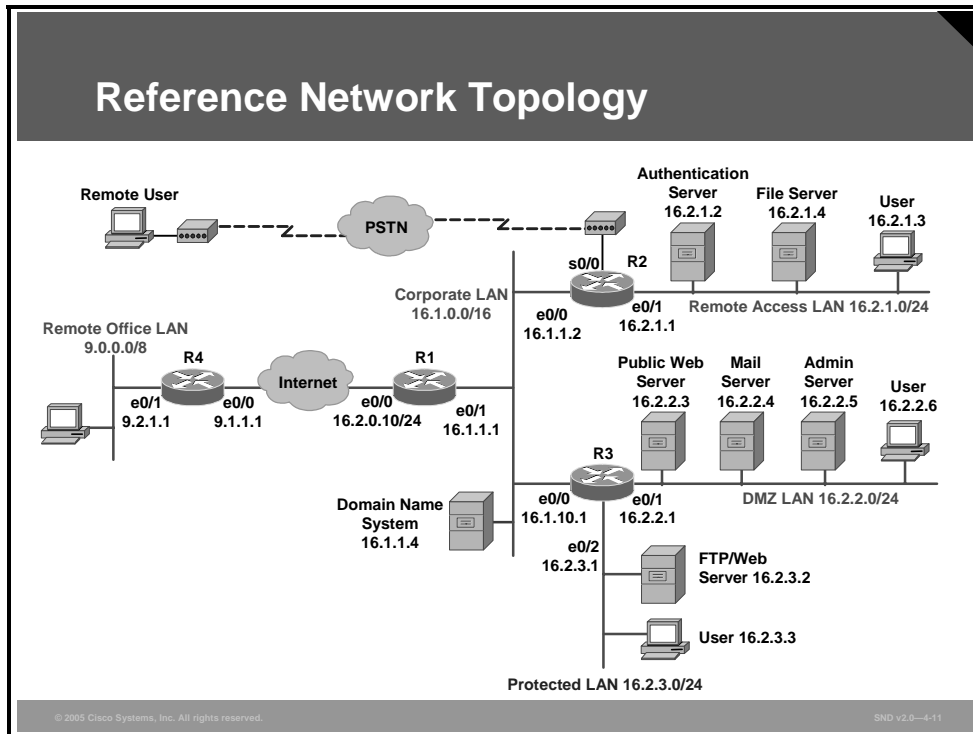 Reference Network Topology
Remote User
PSTN
Authentication
Server
16.2.1.2
File Server
16.2.1.4
User
16.2.1.3
s0/0
R2
Corporate LAN
16.1.0.0/16
e0/0
16.1.1.2
e0/1
16.2.1.1
Remote Access LAN 16.2.1.0/24
Remote Office LAN
9.0.0.0/8
R4
Internet
R1
e0/1
9.2.1.1
e0/0
9.1.1.1
e0/0
16.2.0.10/24
e0/1
16.1.1.1
Public Web
Server
16.2.2.3
Mail
Server
16.2.2.4
Admin
Server
16.2.2.5
User
16.2.2.6
R3
Domain Name
System
16.1.1.4
e0/0
16.1.10.1
e0/1
16.2.2.1
DMZ LAN 16.2.2.0/24
e0/2
16.2.3.1
FTP/Web
Server 16.2.3.2
User 16.2.3.3
Protected LAN 16.2.3.0/24
© 2005 Cisco Systems, Inc. All rights reserved.
SND v2.0—4-11